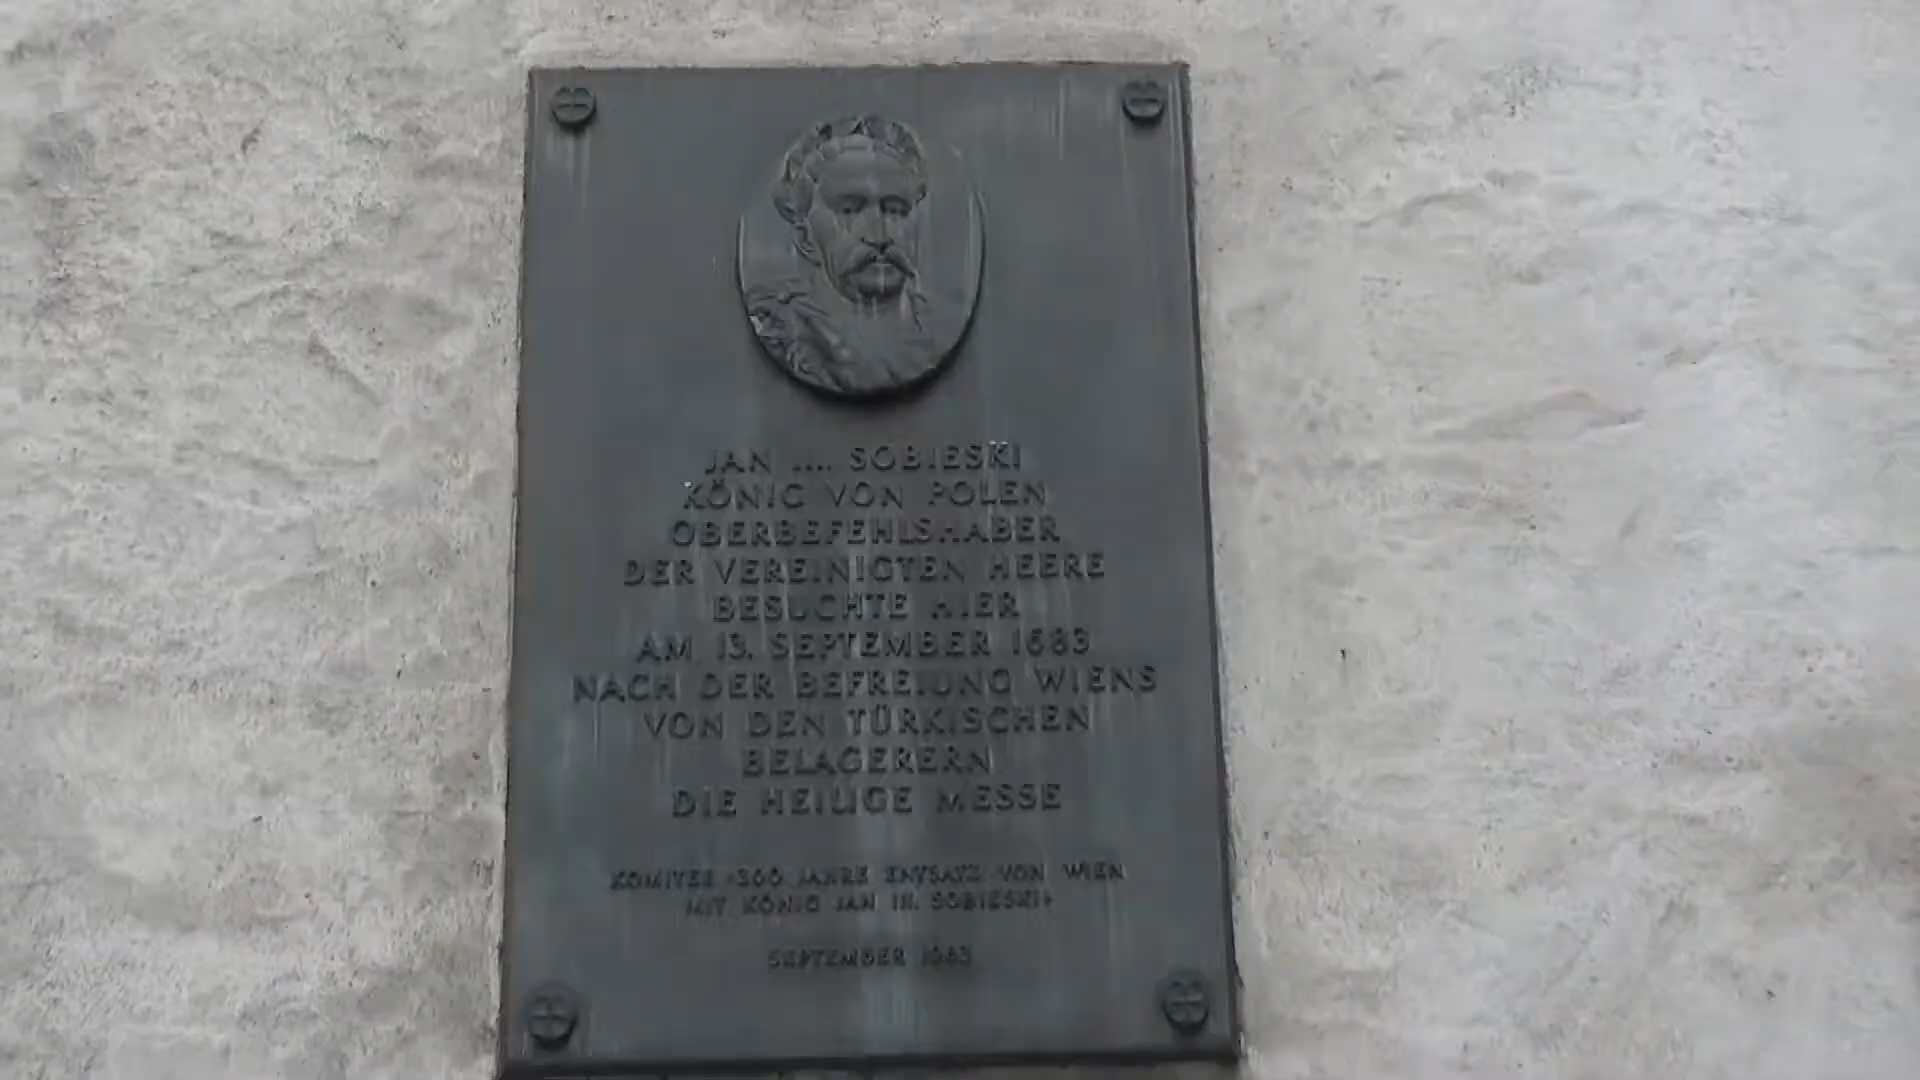 JAN III. SOBIESKI
KÖNIG VON POLEN
OBERBEFEHLSHABER
DER VEREINIGTEN HEERE
BESUCHTE HIER
AM 13. SEPTEMBER 1683
NACH DER BEFREIUNG WIENS
VON DEN TÜRKISCHEN
BELAGERERN
DIE HEILIGE MESSE
KOMITEE »300 JAHRE ENTSATZ VON WIEN
MIT KÖNIG JAN III. SOBIESKI«
SEPTEMBER 1983